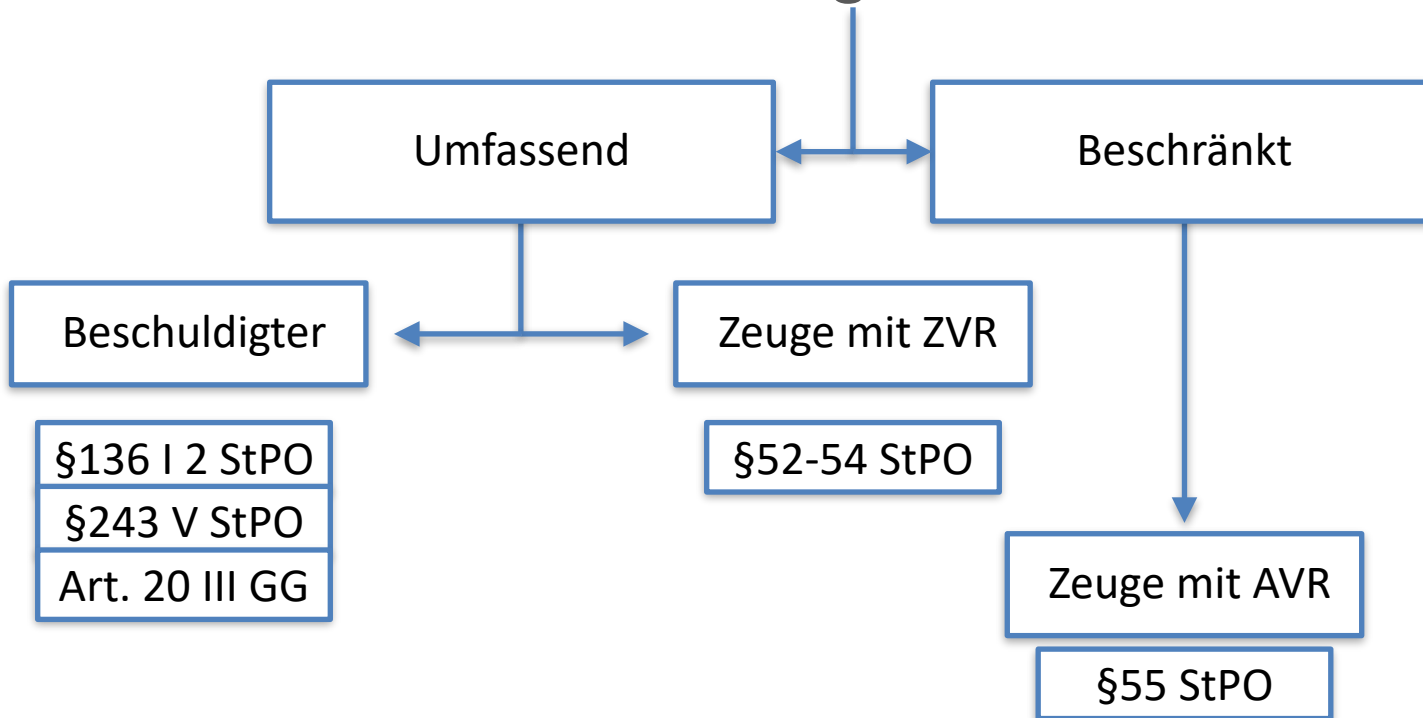 Umfassend
Beschränkt
Beschuldigter
Zeuge mit ZVR
§136 I 2 StPO
§243 V StPO
Art. 20 III GG
§52-54 StPO
Zeuge mit AVR
§55 StPO